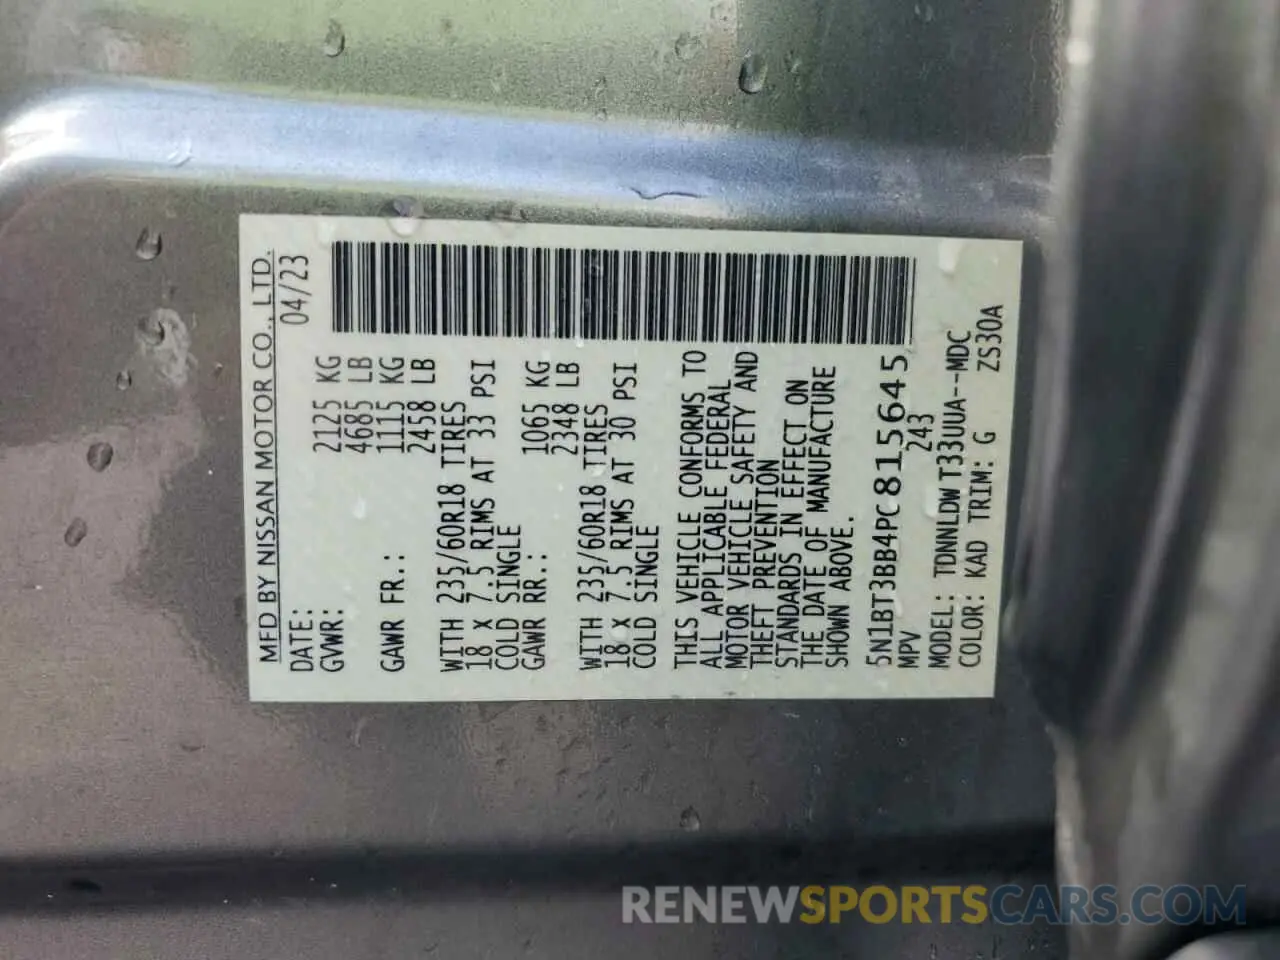 MFD BY NISSAN MOTOR CO., LTD.
DATE: 04/23
GVWR: 2125 KG
4685 LB
GAWR FR.: 1115 KG
2458 LB
WITH 235/60R18 TIRES
18 X 7.5 RIMS AT 33 PSI
COLD SINGLE
GAWR RR.: 1065 KG
2348 LB
WITH 235/60R18 TIRES
18 X 7.5 RIMS AT 30 PSI
COLD SINGLE
THIS VEHICLE CONFORMS TO
ALL APPLICABLE FEDERAL
MOTOR VEHICLE SAFETY AND
THEFT PREVENTION
STANDARDS IN EFFECT ON
THE DATE OF MANUFACTURE
SHOWN ABOVE.
5N1BT3BB4PC815645
MPV 243
MODEL: TDNNLDW T33UUA--MDC
COLOR: KAD TRIM: G ZS30A
RENEWSPORTSCARS.COM